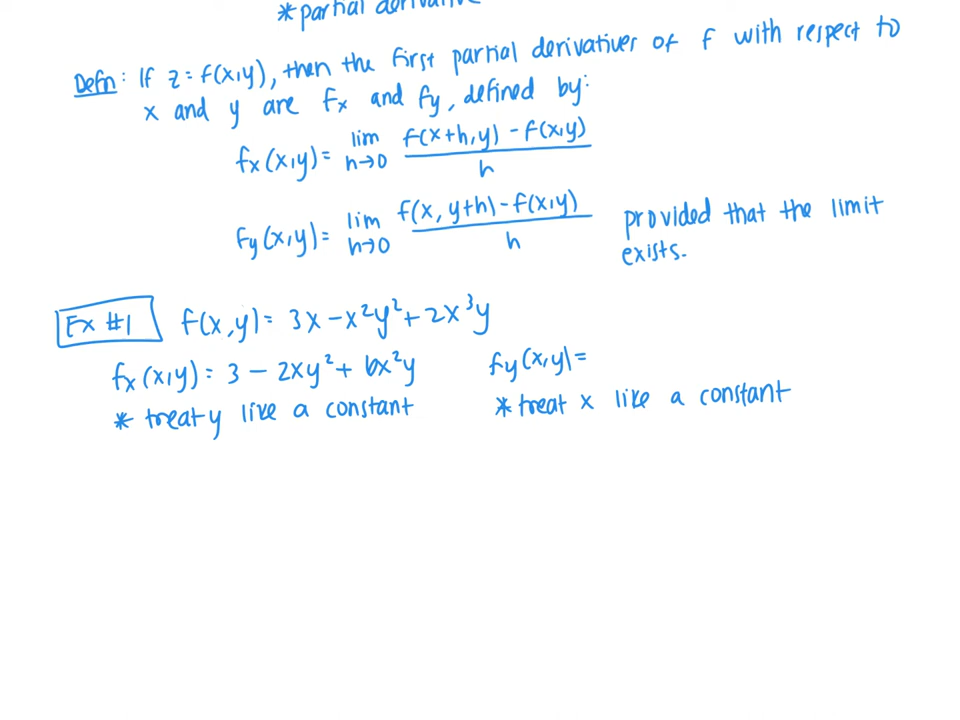 *partial derivative
Defn: If z = f(x,y), then the first partial derivatives of f with respect to
x and y are fx and fy, defined by:
fx(x,y) = lim h→0 f(x+h,y) - f(x,y) / h
fy(x,y) = lim h→0 f(x, y+h) - f(x,y) / h provided that the limit
exists.
Ex #1 f(x,y) = 3x - x²y² + 2x³y
fx(x,y) = 3 - 2xy² + 6x²y fy(x,y) =
* treat y like a constant * treat x like a constant